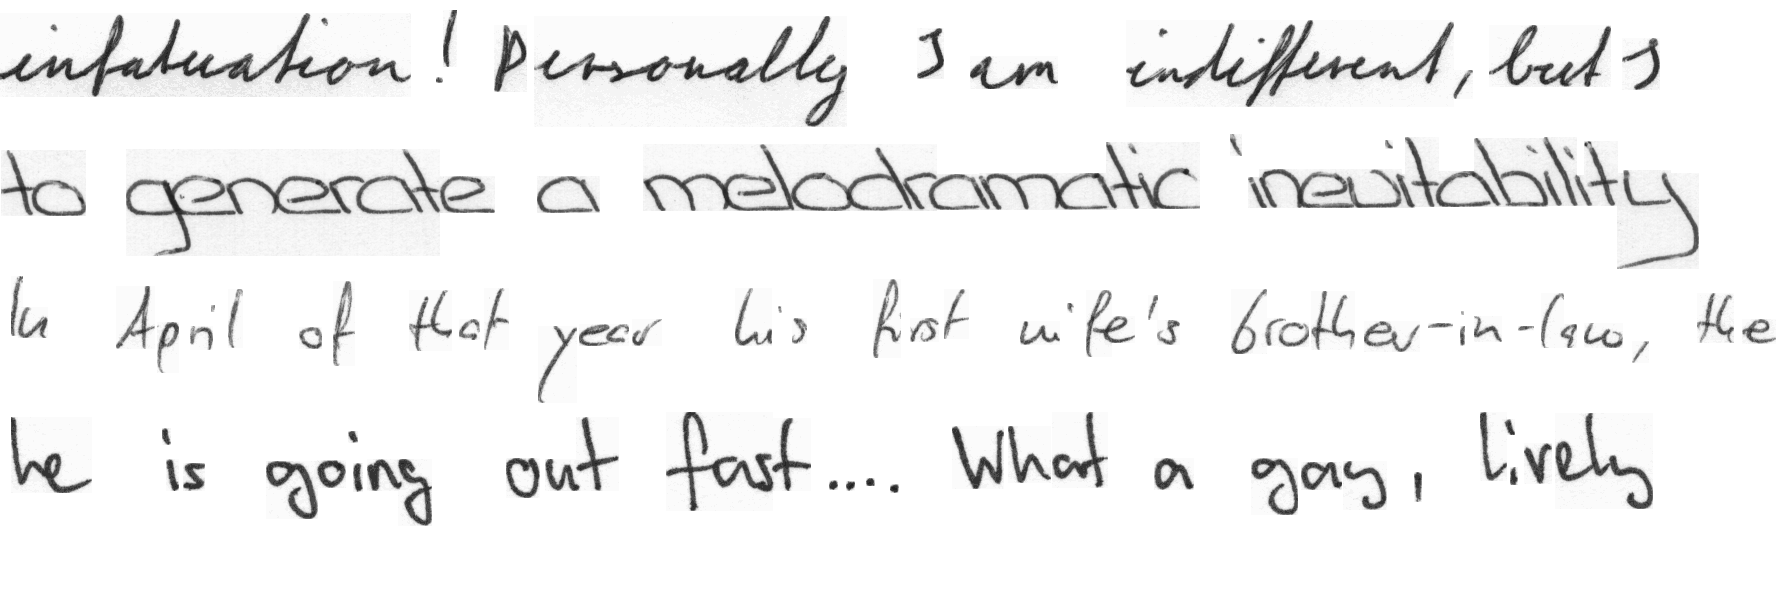 infatuation! Personally I am indifferent, but I
to generate a melodramatic inevitability
In April of that year his first wife's brother-in-law, the
he is going out fast.... What a gay, lively